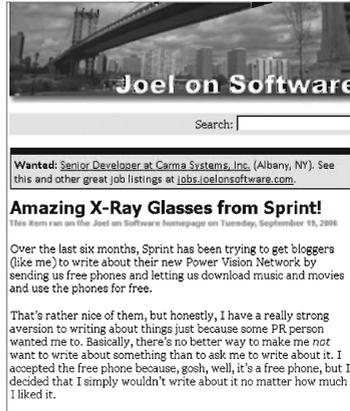 Joel on Software
Search:
Wanted: Senior Developer at Carma Systems, Inc. (Albany, NY). See
this and other great job listings at jobs.joelonsoftware.com.
Amazing X-Ray Glasses from Sprint!
This item ran on the Joel on Software homepage on Tuesday, September 19, 2006
Over the last six months, Sprint has been trying to get bloggers
(like me) to write about their new Power Vision Network by
sending us free phones and letting us download music and movies
and use the phones for free.
That's rather nice of them, but honestly, I have a really strong
aversion to writing about things just because some PR person
wanted me to. Basically, there's no better way to make me not
want to write about something than to ask me to write about it. I
accepted the free phone because, gosh, well, it's a free phone, but I
decided that I simply wouldn't write about it no matter how much
I liked it.